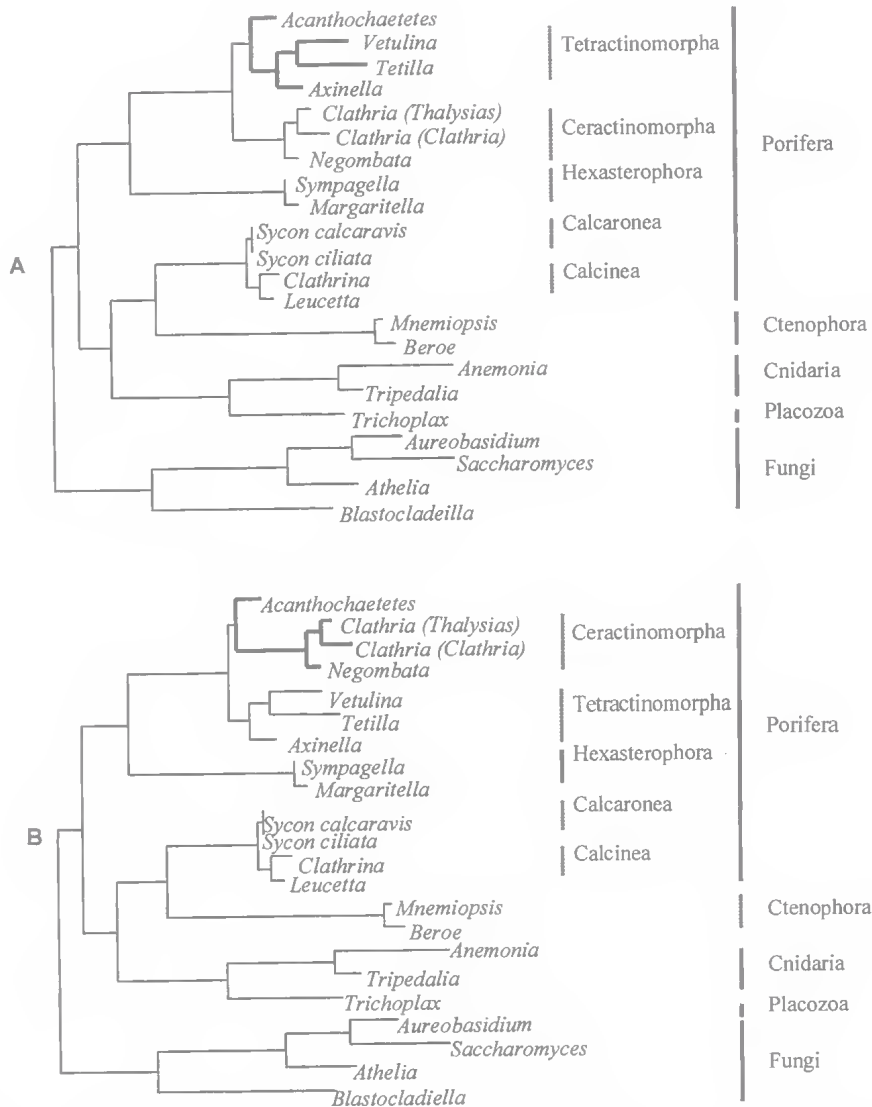 Acanthochaetetes
Vetulina
Tetractinomorpha
Tetilla
Axinella
Clathria (Thalysias)
Clathria (Clathria)
Ceractinomorpha
Porifera
Negombata
Sympagella
Hexasterophora
Margaritella
Sycon calcaravis
Calcaronea
A
Sycon ciliata
Clathrina
Calcinea
Leucetta
Mnemiopsis
Ctenophora
Beroe
Anemonia
Cnidaria
Tripedalia
Trichoplax
Placozoa
Aureobasidium
Saccharomyces
Fungi
Athelia
Blastocladeilla
Acanthochaetetes
Clathria (Thalysias)
Ceractinomorpha
Clathria (Clathria)
Negombata
Vetulina
Tetractinomorpha
Porifera
Tetilla
Axinella
Hexasterophora
Sympagella
Margaritella
Calcaronea
Sycon calcaravis
B
Sycon ciliata
Calcinea
Clathrina
Leucetta
Mnemiopsis
Ctenophora
Beroe
Anemonia
Cnidaria
Tripedalia
Trichoplax
Placozoa
Aureobasidium
Saccharomyces
Fungi
Athelia
Blastocladiella